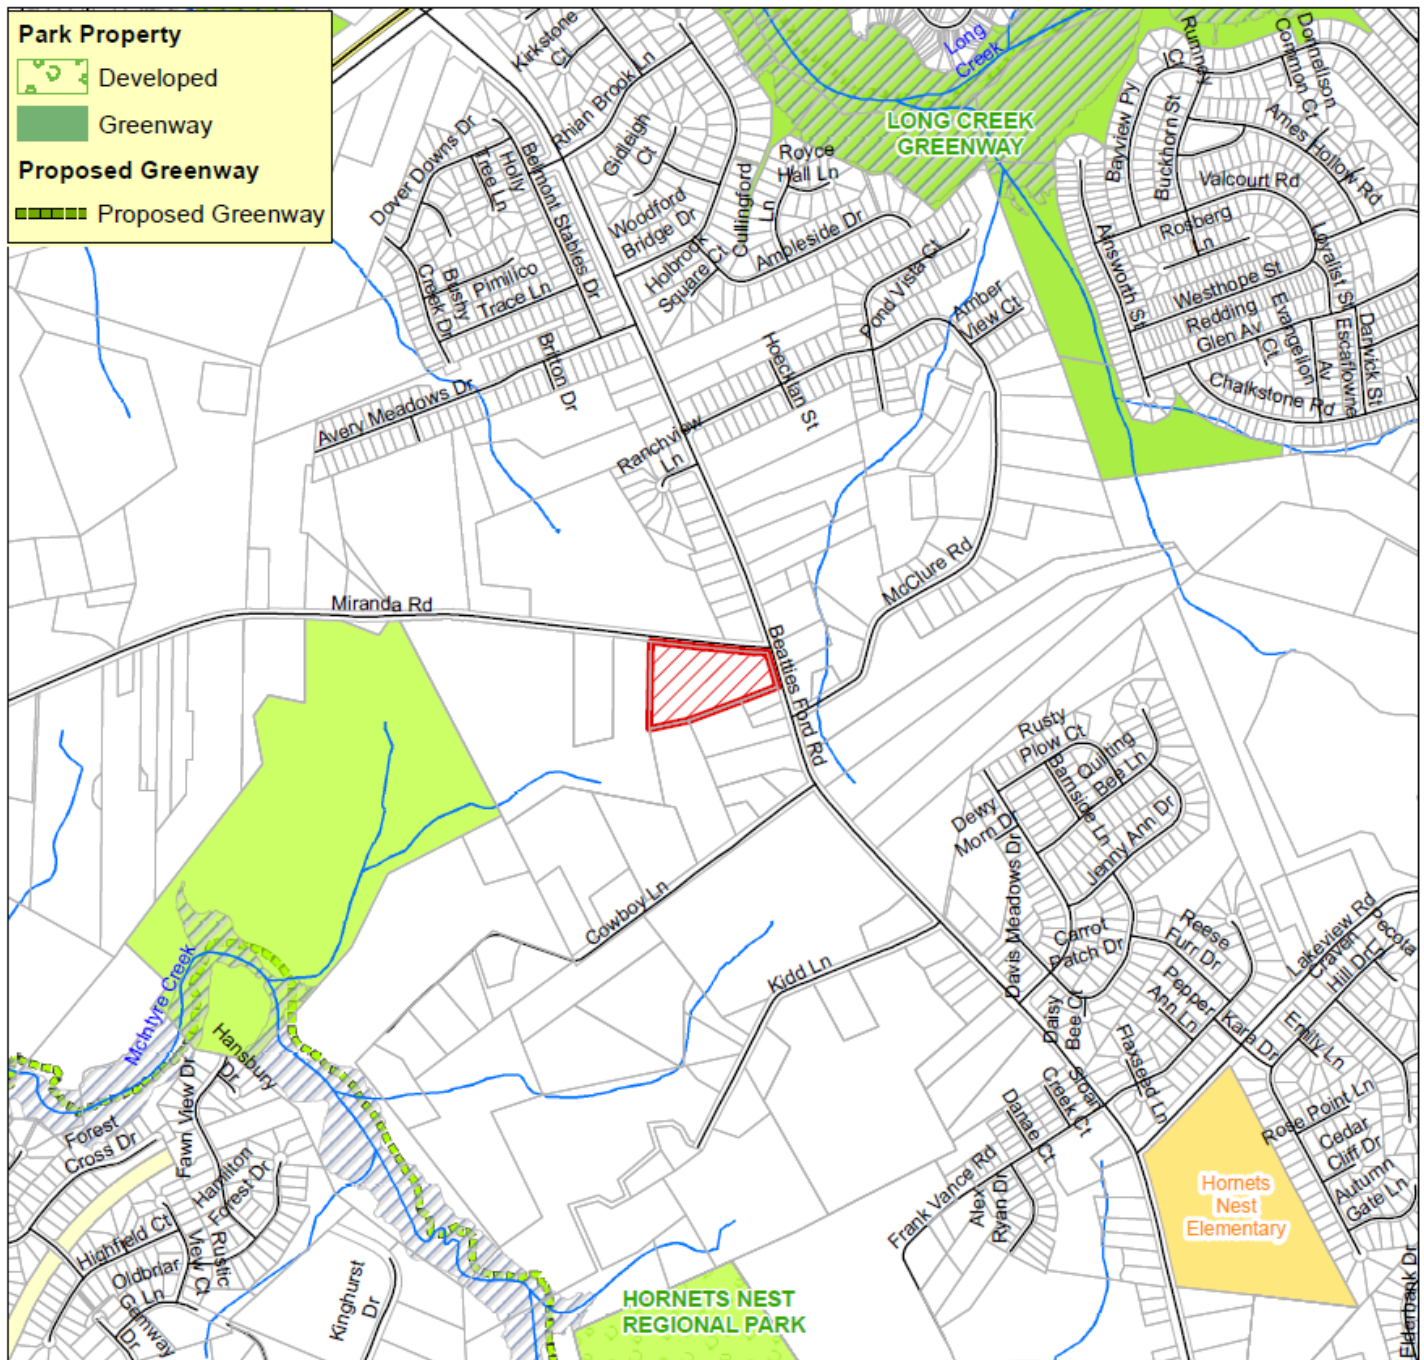 Park Property
Developed
Greenway
Proposed Greenway
Proposed Greenway
Kirkstone
Ct
Rhian Brook Ln
Long
Creek
LONG CREEK
GREENWAY
Rumney
Ct
Donnellson
Common Ct
Ames Hollow Rd
Bayview Py
Buckhorn St
Valcourt Rd
Rosberg
Ln
Loyalist St
Ainsworth St
Westhope St
Redding
Glen Av
Evangelion
Ct
Escaflowne
Av
Darwick St
Chalkstone Rd
Dover Downs Dr
Holly
Tree Ln
Belmont Stables Dr
Gidleigh
Ct
Woodford
Bridge Dr
Holbrook
Square Ct
Cullingford
Ln
Royce
Hall Ln
Ambleside Dr
Pond Vista Ct
Amber
View Ct
Bushy
Creek Dr
Pimilico
Trace Ln
Britton Dr
Avery Meadows Dr
Hoecklan St
Ranchview
Ln
McClure Rd
Miranda Rd
Beatties Ford Rd
Rusty
Plow Ct
Quilting
Bee Ln
Barnside Ln
Dewy
Morn Dr
Jenny Ann Dr
Davis Meadows Dr
Cowboy Ln
Kidd Ln
Carrot
Patch Dr
Reese
Furr Dr
Lakeview Rd
Craven
Hill Dr
Pecota
Ln
Pepper
Ann Ln
Daisy
Bee Ct
Kara Dr
Emily Ln
Flaxseed Ln
Sloan
Creek Ct
Danae Ct
Rose Point Ln
Cedar
Cliff Dr
Autumn
Gate Ln
Frank Vance Rd
Alex
Ryan Dr
Hornets
Nest
Elementary
Elderbank Dr
McIntyre Creek
Hansbury
Dr
Fawn View Dr
Forest
Cross Dr
Hamilton
Forest Dr
Highfield Ct
Rustic
View Ct
Oldbriar
Ln
Gemway
Dr
Kinghurst
Dr
HORNETS NEST
REGIONAL PARK